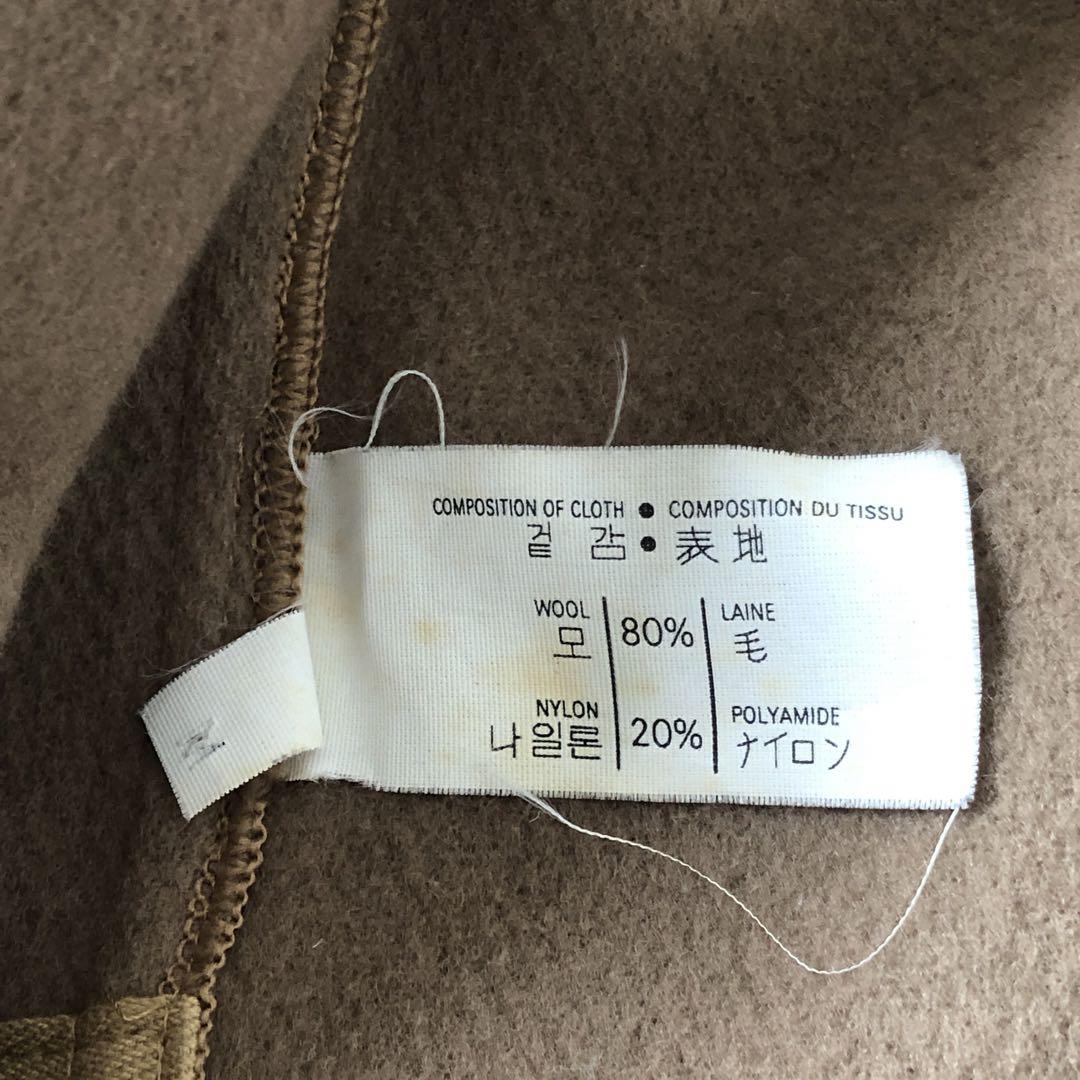 COMPOSITION OF CLOTH ● COMPOSITION DU TISSU
겉 감 ● 表地
WOOL 80% LAINE
모 毛
NYLON 20% POLYAMIDE
나일론 ナイロン
M